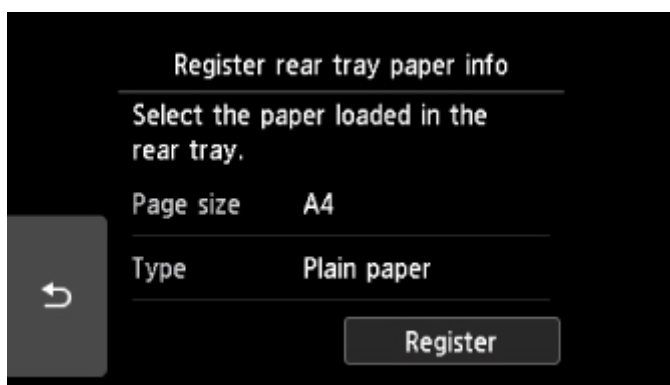 Register rear tray paper info
Select the paper loaded in the
rear tray.
Page size A4
Type Plain paper
Register